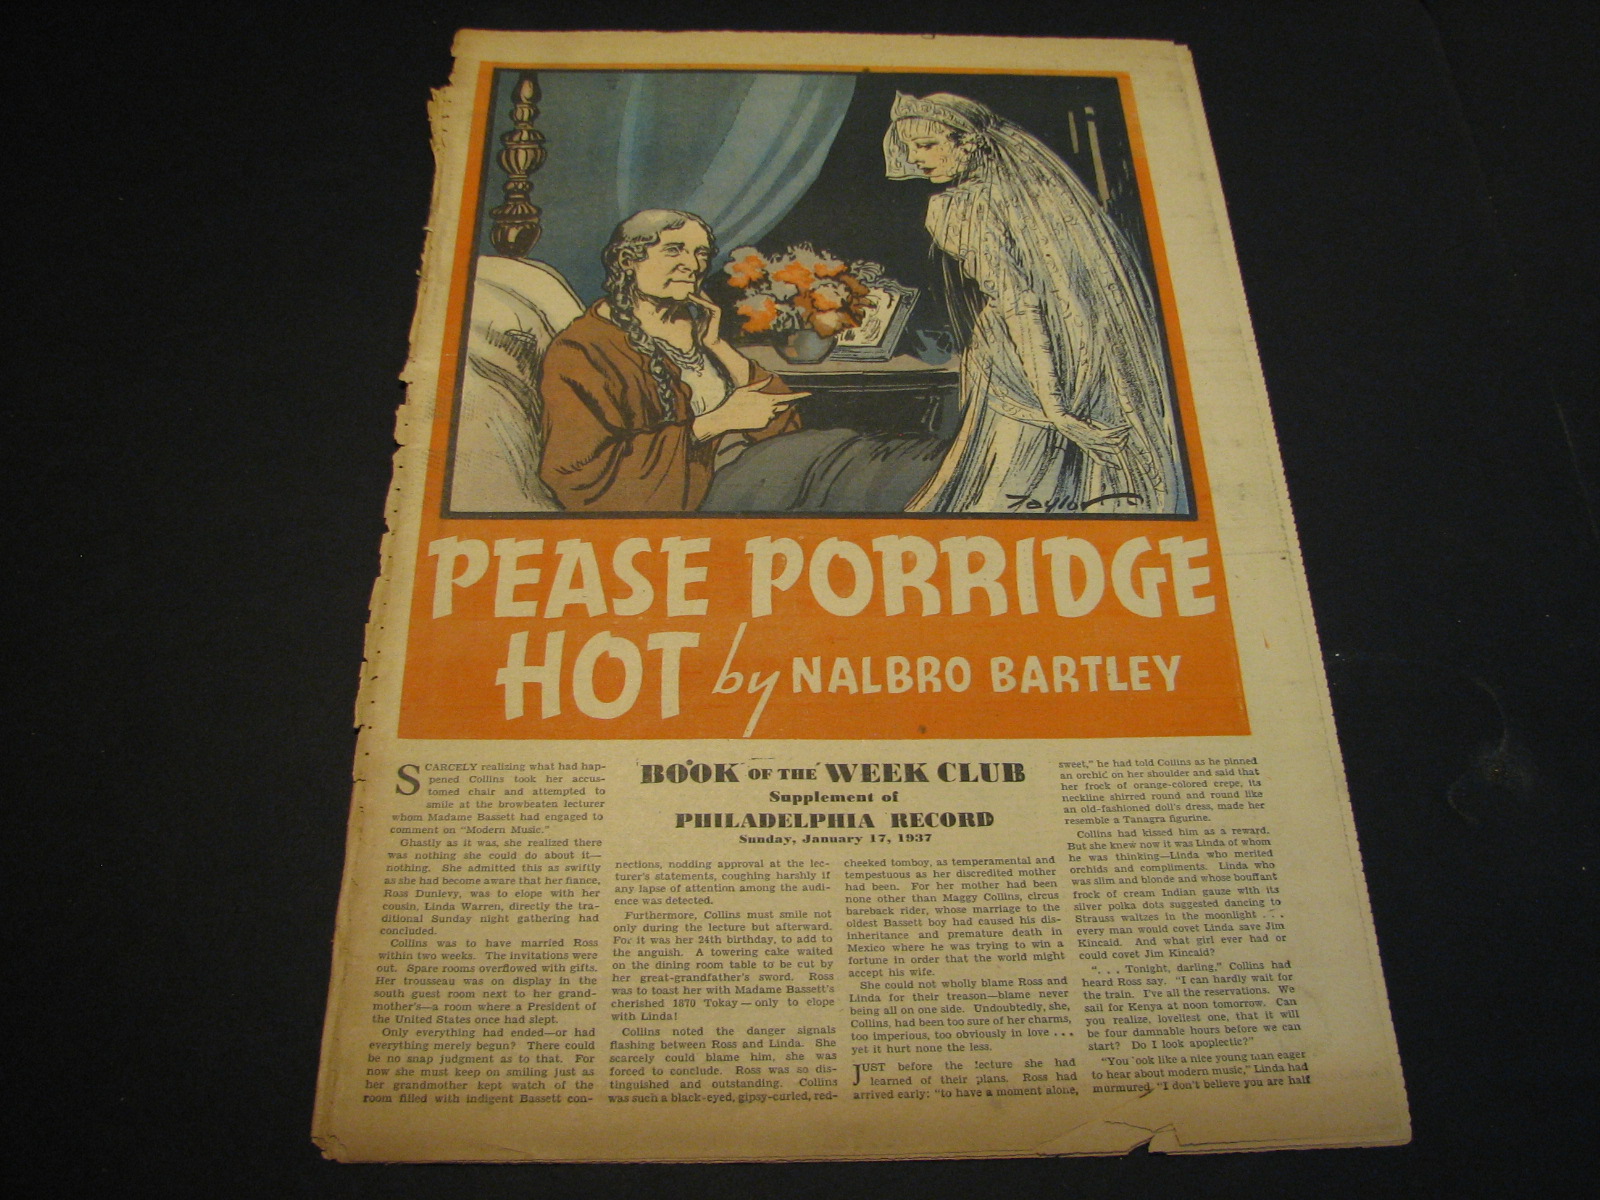 Taylor
PEASE PORRIDGE
HOT by NALBRO BARTLEY
SCARCELY realizing what had hap-
pened Collins took her accus-
tomed chair and attempted to
smile at the browbeaten lecturer
whom Madame Bassett had engaged to
comment on "Modern Music."
Ghastly as it was, she realized there
was nothing she could do about it—
nothing. She admitted this as swiftly
as she had become aware that her fiance,
Ross Dunlevy, was to elope with her
cousin, Linda Warren, directly the tra-
ditional Sunday night gathering had
concluded.
Collins was to have married Ross
within two weeks. The invitations were
out. Spare rooms overflowed with gifts.
Her trousseau was on display in the
south guest room next to her grand-
mother's—a room where a President of
the United States once had slept.
Only everything had ended—or had
everything merely begun? There could
be no snap judgment as to that. For
now she must keep on smiling just as
her grandmother kept watch of the
room filled with indigent Bassett con-
BOOK OF THE WEEK CLUB
Supplement of
PHILADELPHIA RECORD
Sunday, January 17, 1937
nections, nodding approval at the lec-
turer's statements, coughing harshly if
any lapse of attention among the audi-
ence was detected.
Furthermore, Collins must smile not
only during the lecture but afterward.
For it was her 24th birthday, to add to
the anguish. A towering cake waited
on the dining room table to be cut by
her great-grandfather's sword. Ross
was to toast her with Madame Bassett's
cherished 1870 Tokay—only to elope
with Linda!
Collins noted the danger signals
flashing between Ross and Linda. She
scarcely could blame him, she was
forced to conclude. Ross was so dis-
tinguished and outstanding. Collins
was such a black-eyed, gipsy-curled, red-
cheeked tomboy, as temperamental and
tempestuous as her discredited mother
had been. For her mother had been
none other than Maggy Collins, circus
bareback rider, whose marriage to the
oldest Bassett boy had caused his dis-
inheritance and premature death in
Mexico where he was trying to win a
fortune in order that the world might
accept his wife.
She could not wholly blame Ross and
Linda for their treason—blame never
being all on one side. Undoubtedly, she,
Collins, had been too sure of her charms,
too imperious, too obviously in love . . .
yet it hurt none the less.
JUST before the lecture she had
learned of their plans. Ross had
arrived early: "to have a moment alone,
sweet," he had told Collins as he pinned
an orchid on her shoulder and said that
her frock of orange-colored crepe, its
neckline shirred round and round like
an old-fashioned doll's dress, made her
resemble a Tanagra figurine.
Collins had kissed him as a reward.
But she knew now it was Linda of whom
he was thinking—Linda who merited
orchids and compliments. Linda who
was slim and blonde and whose bouffant
frock of cream Indian gauze with its
silver polka dots suggested dancing to
Strauss waltzes in the moonlight . . .
every man would covet Linda save Jim
Kincaid. And what girl ever had or
could covet Jim Kincaid?
". . . Tonight, darling," Collins had
heard Ross say. "I can hardly wait for
the train. I've all the reservations. We
sail for Kenya at noon tomorrow. Can
you realize, loveliest one, that it will
be four damnable hours before we can
start? Do I look apoplectic?"
"You look like a nice young man eager
to hear about modern music," Linda had
murmured. "I don't believe you are half